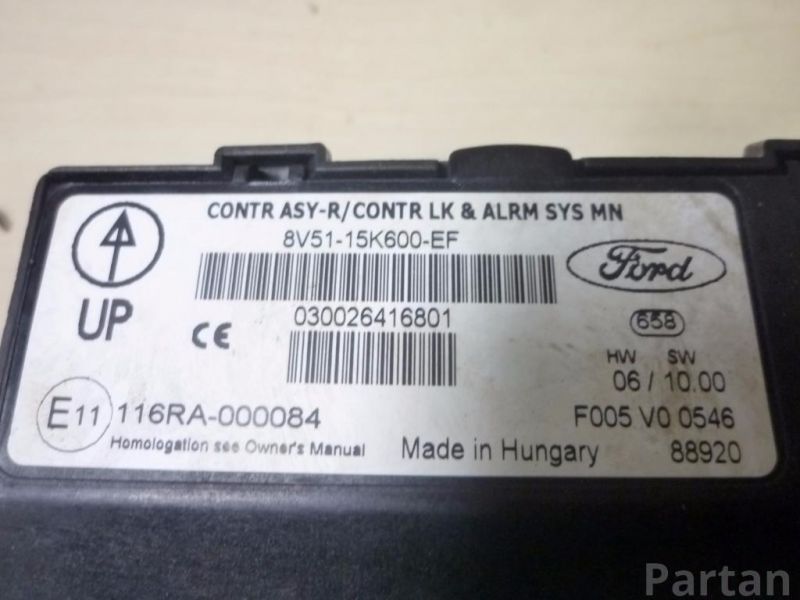 CONTR ASY-R/CONTR LK & ALRM SYS MN
8V51-15K600-EF
Ford
UP
CE
030026416801
658
HW SW
06 / 10.00
E11 116RA-000084
F005 V0 0546
Homologation see Owner's Manual
Made in Hungary
88920
Partan